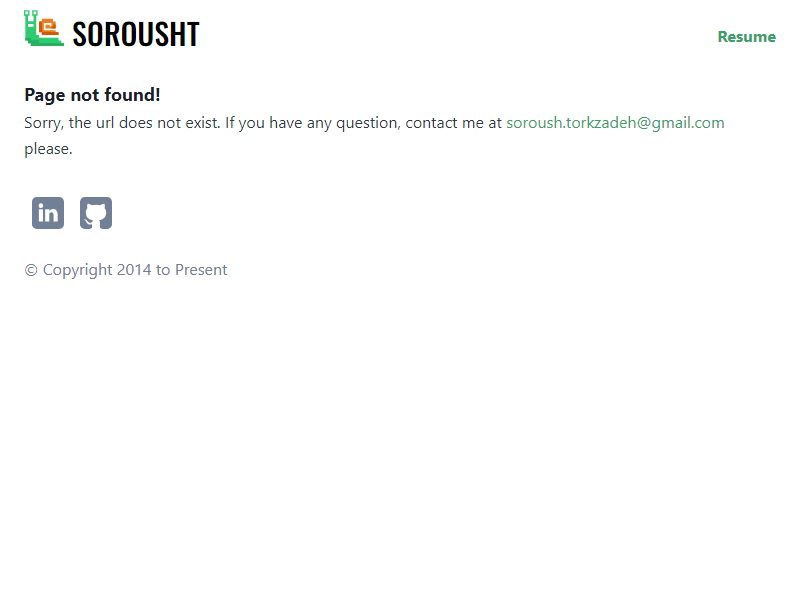 SOROUSHT
Resume
Page not found!
Sorry, the url does not exist. If you have any question, contact me at soroush.torkzadeh@gmail.com
please.
in
© Copyright 2014 to Present